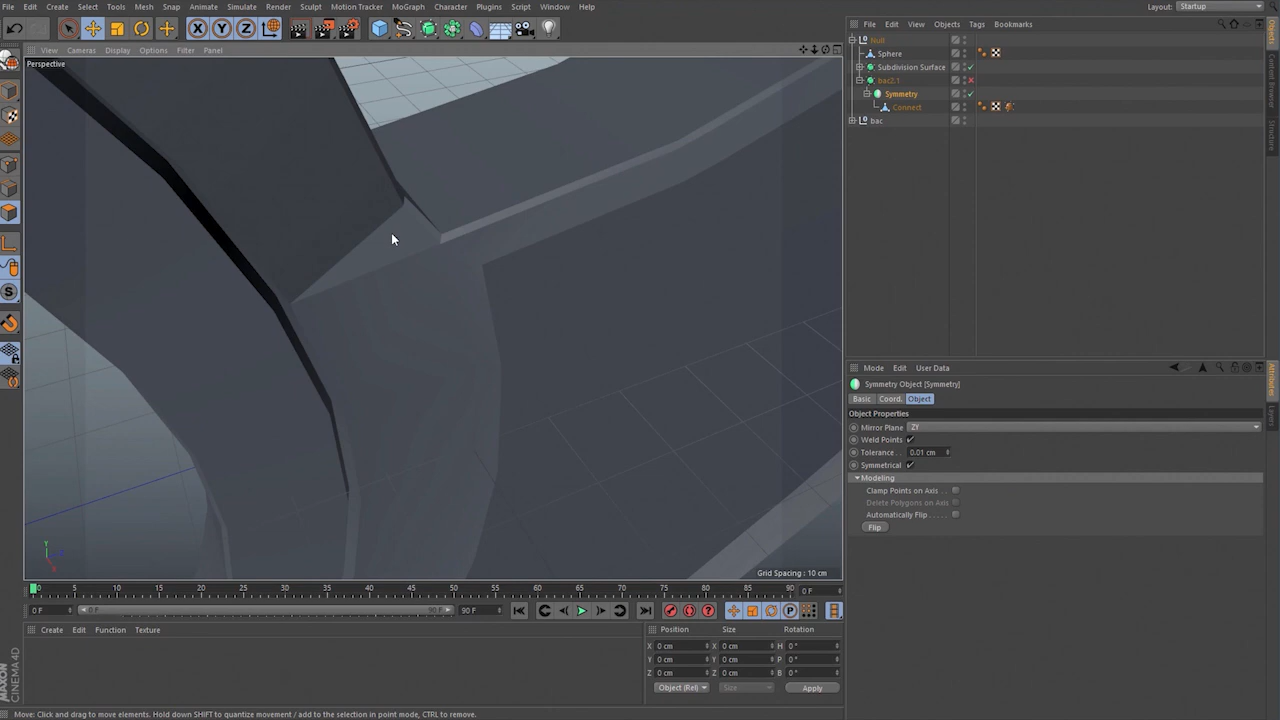 File Edit Create Select Tools Mesh Snap Animate Simulate Render Sculpt Motion Tracker MoGraph Character Plugins Script Window Help
Layout: Startup
File Edit View Objects Tags Bookmarks
Null
Sphere
Subdivision Surface
bac2.1
Symmetry
Connect
bac
Objects
Content Browser
Structure
View Cameras Display Options Filter Panel
Perspective
Y
Grid Spacing : 10 cm
Mode Edit User Data
Symmetry Object [Symmetry]
Basic Coord. Object
Object Properties
Mirror Plane ZY
Weld Points
Tolerance . . 0.01 cm
Symmetrical
Modeling
Clamp Points on Axis . .
Delete Polygons on Axis
Automatically Flip . . . . .
Flip
Attributes
Layers
0 5 10 15 20 25 30 35 40 45 50 55 60 65 70 75 80 85 90 0 F
0 F 0 F 90 F 90 F
Create Edit Function Texture
Position Size Rotation
X 0 cm X 0 cm H 0 °
Y 0 cm Y 0 cm P 0 °
Z 0 cm Z 0 cm B 0 °
Object (Rel) Size Apply
MAXON
CINEMA 4D
Move: Click and drag to move elements. Hold down SHIFT to quantize movement / add to the selection in point mode, CTRL to remove.